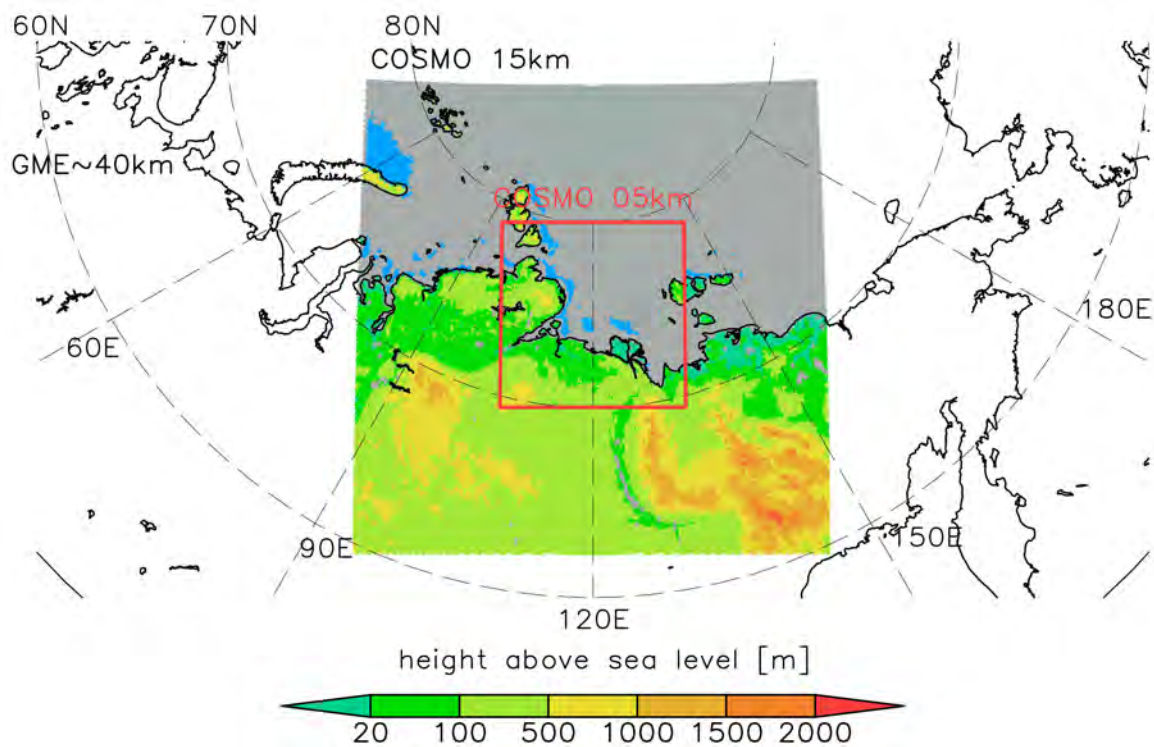 60N 70N 80N
COSMO 15km
GME~40km
COSMO 05km
180E
60E
150E
90E
120E
height above sea level [m]
20 100 500 1000 1500 2000